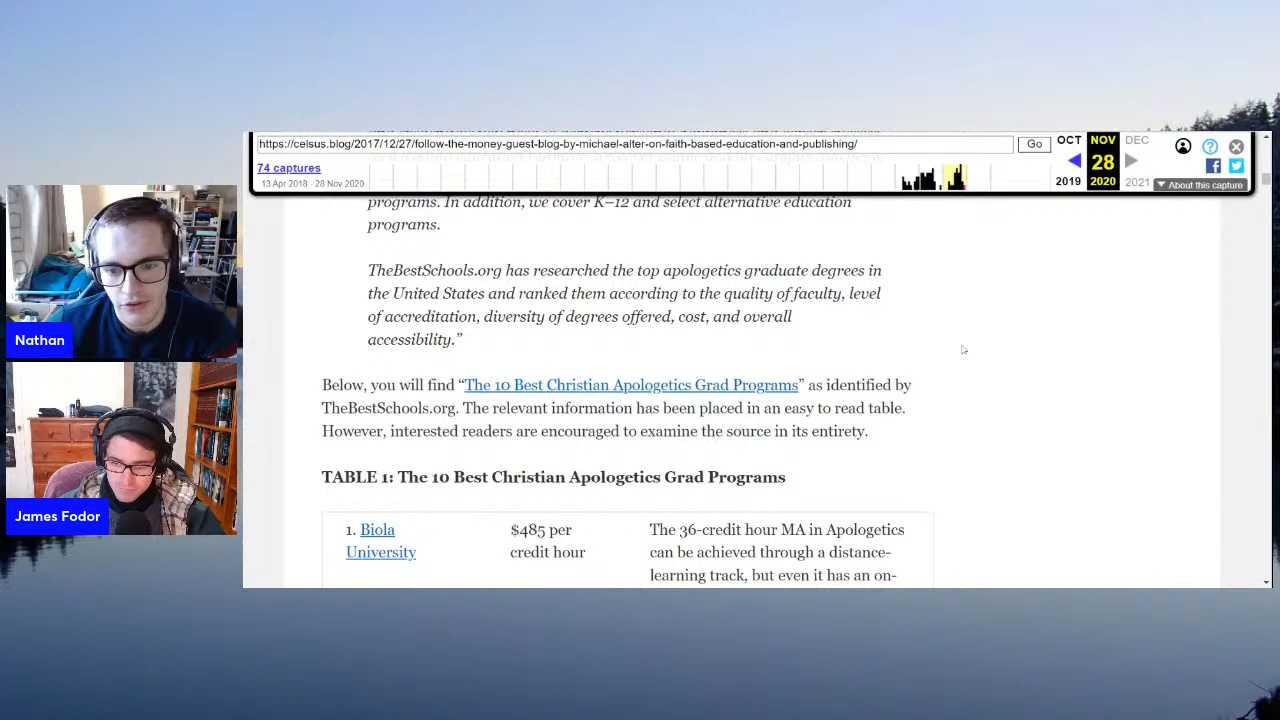 https://celsus.blog/2017/12/27/follow-the-money-guest-blog-by-michael-alter-on-faith-based-education-and-publishing/
Go
OCT
NOV
DEC
74 captures
28
13 Apr 2018 - 28 Nov 2020
2019
2020
2021
About this capture
programs. In addition, we cover K–12 and select alternative education
programs.
TheBestSchools.org has researched the top apologetics graduate degrees in
the United States and ranked them according to the quality of faculty, level
of accreditation, diversity of degrees offered, cost, and overall
accessibility.”
Below, you will find “The 10 Best Christian Apologetics Grad Programs” as identified by
TheBestSchools.org. The relevant information has been placed in an easy to read table.
However, interested readers are encouraged to examine the source in its entirety.
TABLE 1: The 10 Best Christian Apologetics Grad Programs
1. Biola
University
$485 per
credit hour
The 36-credit hour MA in Apologetics
can be achieved through a distance-
learning track, but even it has an on-
Nathan
James Fodor